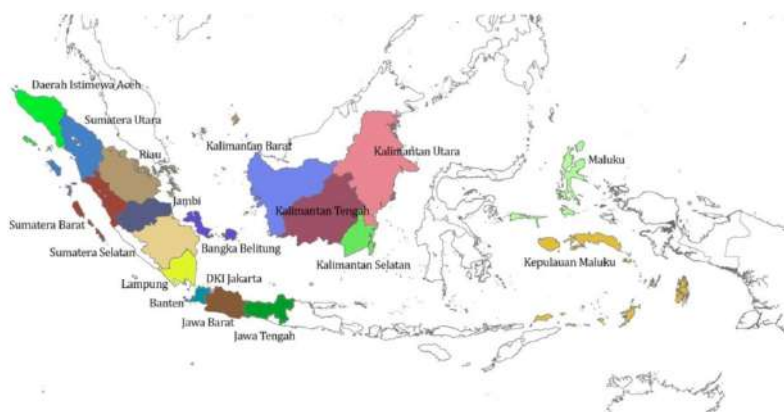 Daerah Istimewa Aceh
Sumatera Utara
Riau
Kalimantan Barat
Kalimantan Utara
Maluku
Jambi
Kalimantan Tengah
Sumatera Barat
Bangka Belitung
Sumatera Selatan
Kalimantan Selatan
Kepulauan Maluku
Lampung
DKI Jakarta
Banten
Jawa Barat
Jawa Tengah